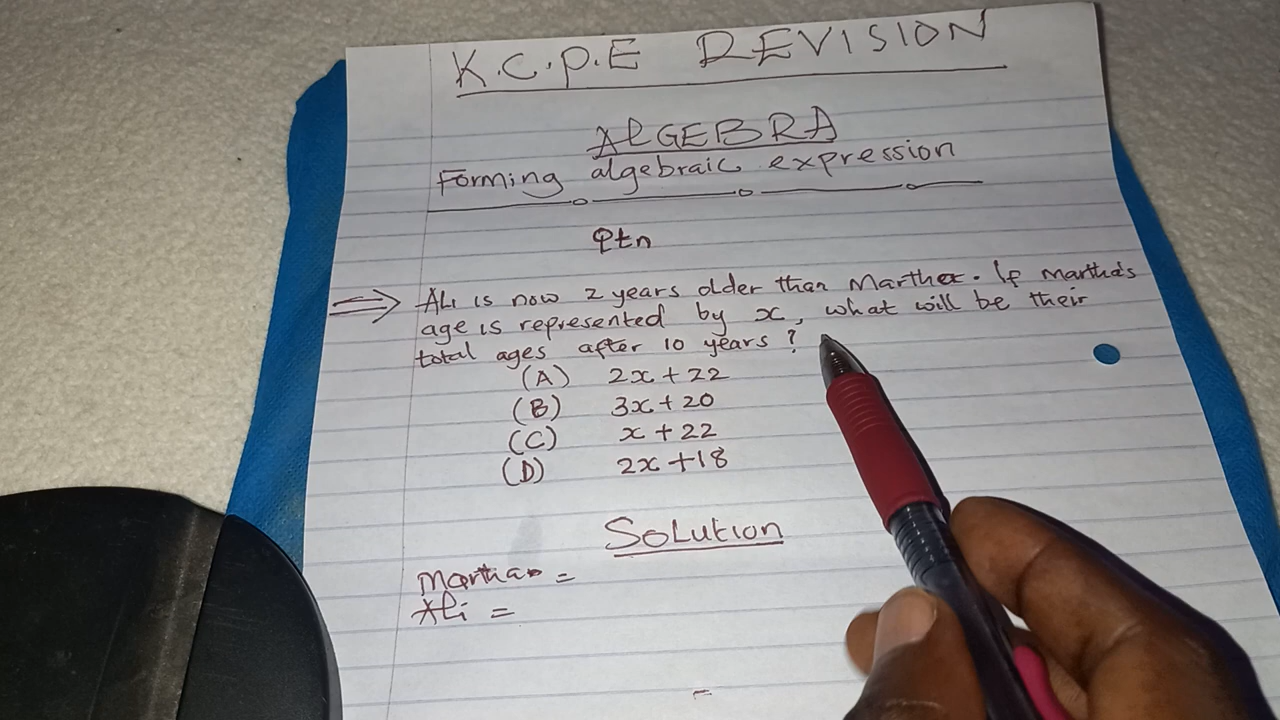 K.C.P.E REVISION
ALGEBRA
Forming algebraic expression
Qtn
ALi is now 2 years older than Martha. If martha's
age is represented by x, what will be their
total ages after 10 years?
(A) 2x + 22
(B) 3x + 20
(C) x + 22
(D) 2x + 18
Solution
Martha =
ALi =